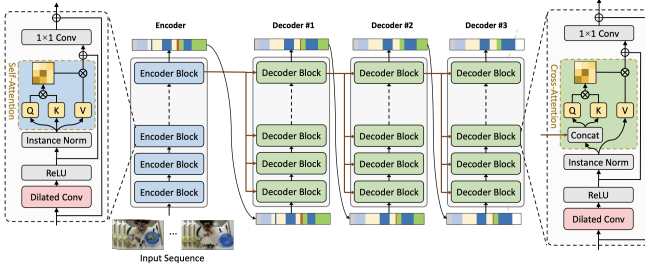 1×1 Conv
Self-Attention
Q K V
Instance Norm
ReLU
Dilated Conv
Encoder
Encoder Block
Encoder Block
Encoder Block
Encoder Block
Input Sequence
Decoder #1
Decoder Block
Decoder Block
Decoder Block
Decoder Block
Decoder #2
Decoder Block
Decoder Block
Decoder Block
Decoder Block
Decoder #3
Decoder Block
Decoder Block
Decoder Block
Decoder Block
1×1 Conv
Cross-Attention
Q K V
Concat
Instance Norm
ReLU
Dilated Conv